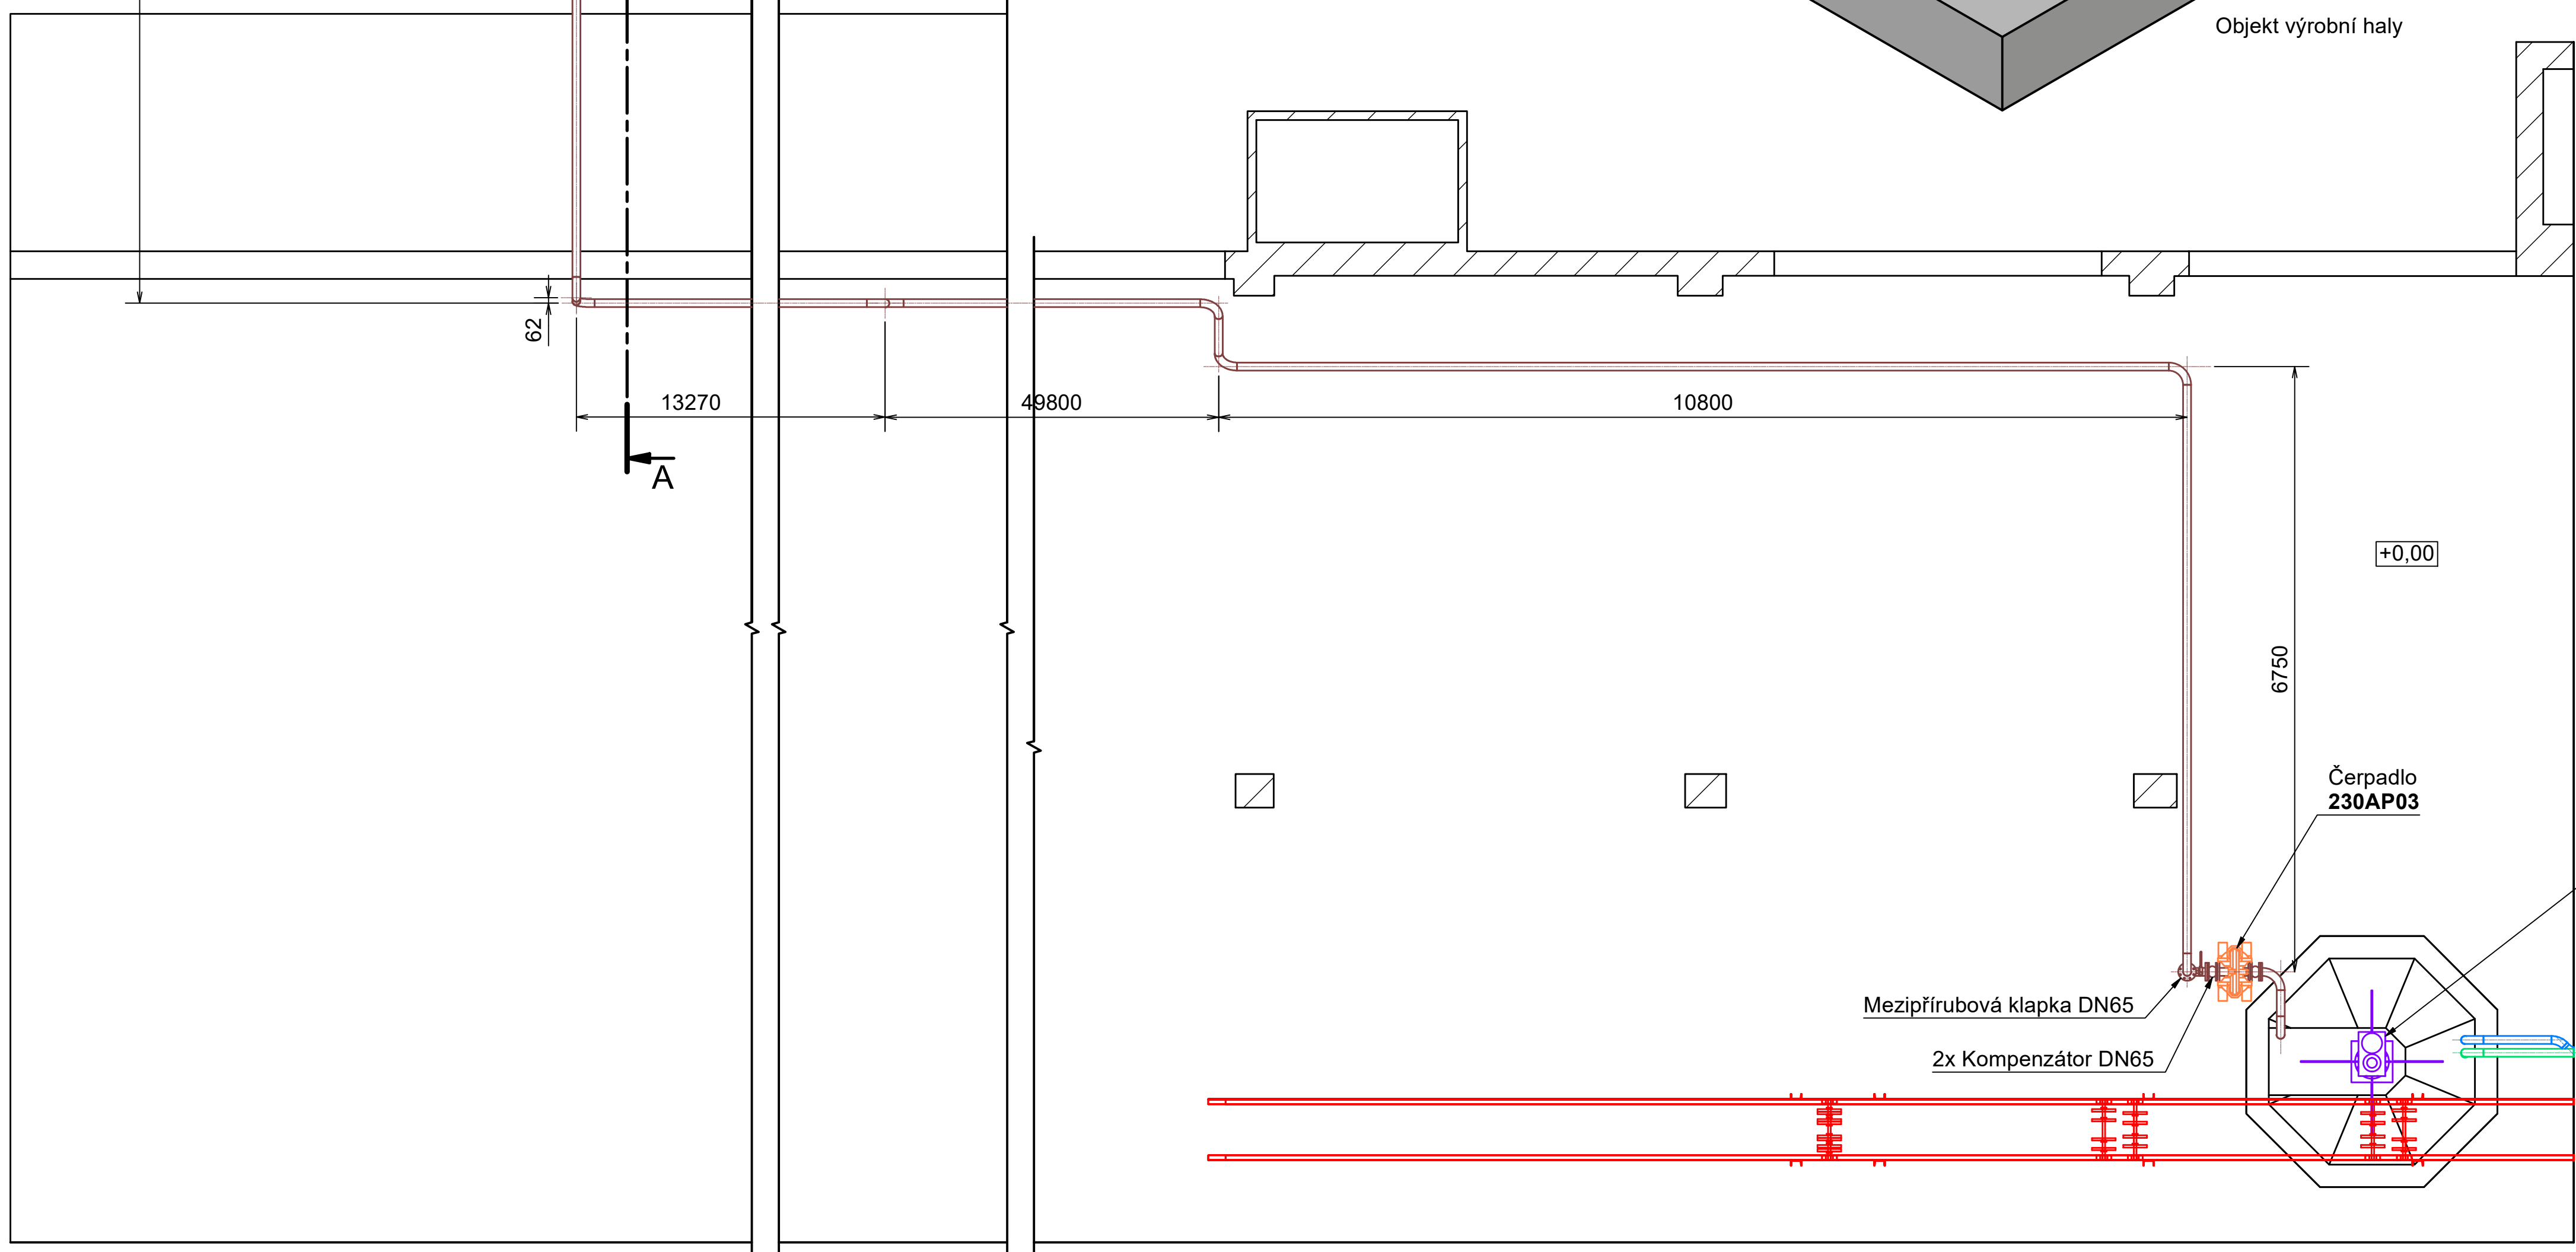 Objekt výrobní haly
62
13270
49800
10800
A
+0,00
6750
Čerpadlo
230AP03
Mezipřírubová klapka DN65
2x Kompenzátor DN65